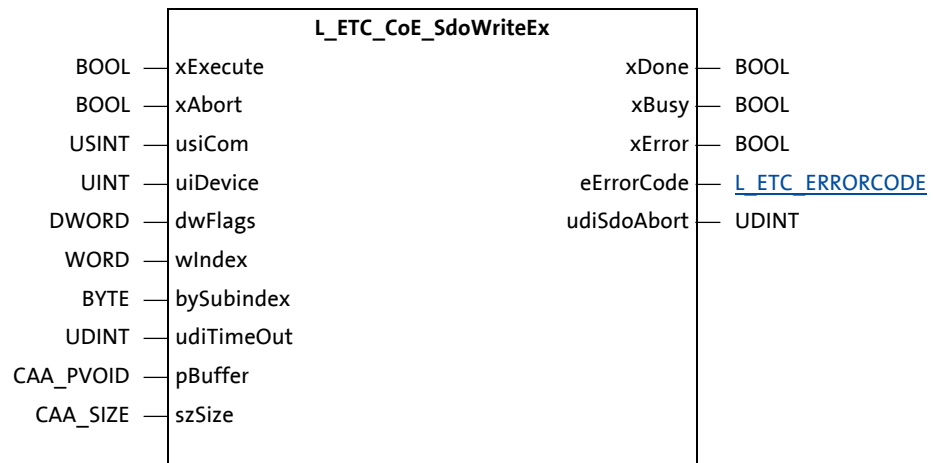 L_ETC_CoE_SdoWriteEx
BOOL xExecute xDone BOOL
BOOL xAbort xBusy BOOL
USINT usiCom xError BOOL
UINT uiDevice eErrorCode L_ETC_ERRORCODE
DWORD dwFlags udiSdoAbort UDINT
WORD wIndex
BYTE bySubindex
UDINT udiTimeOut
CAA_PVOID pBuffer
CAA_SIZE szSize